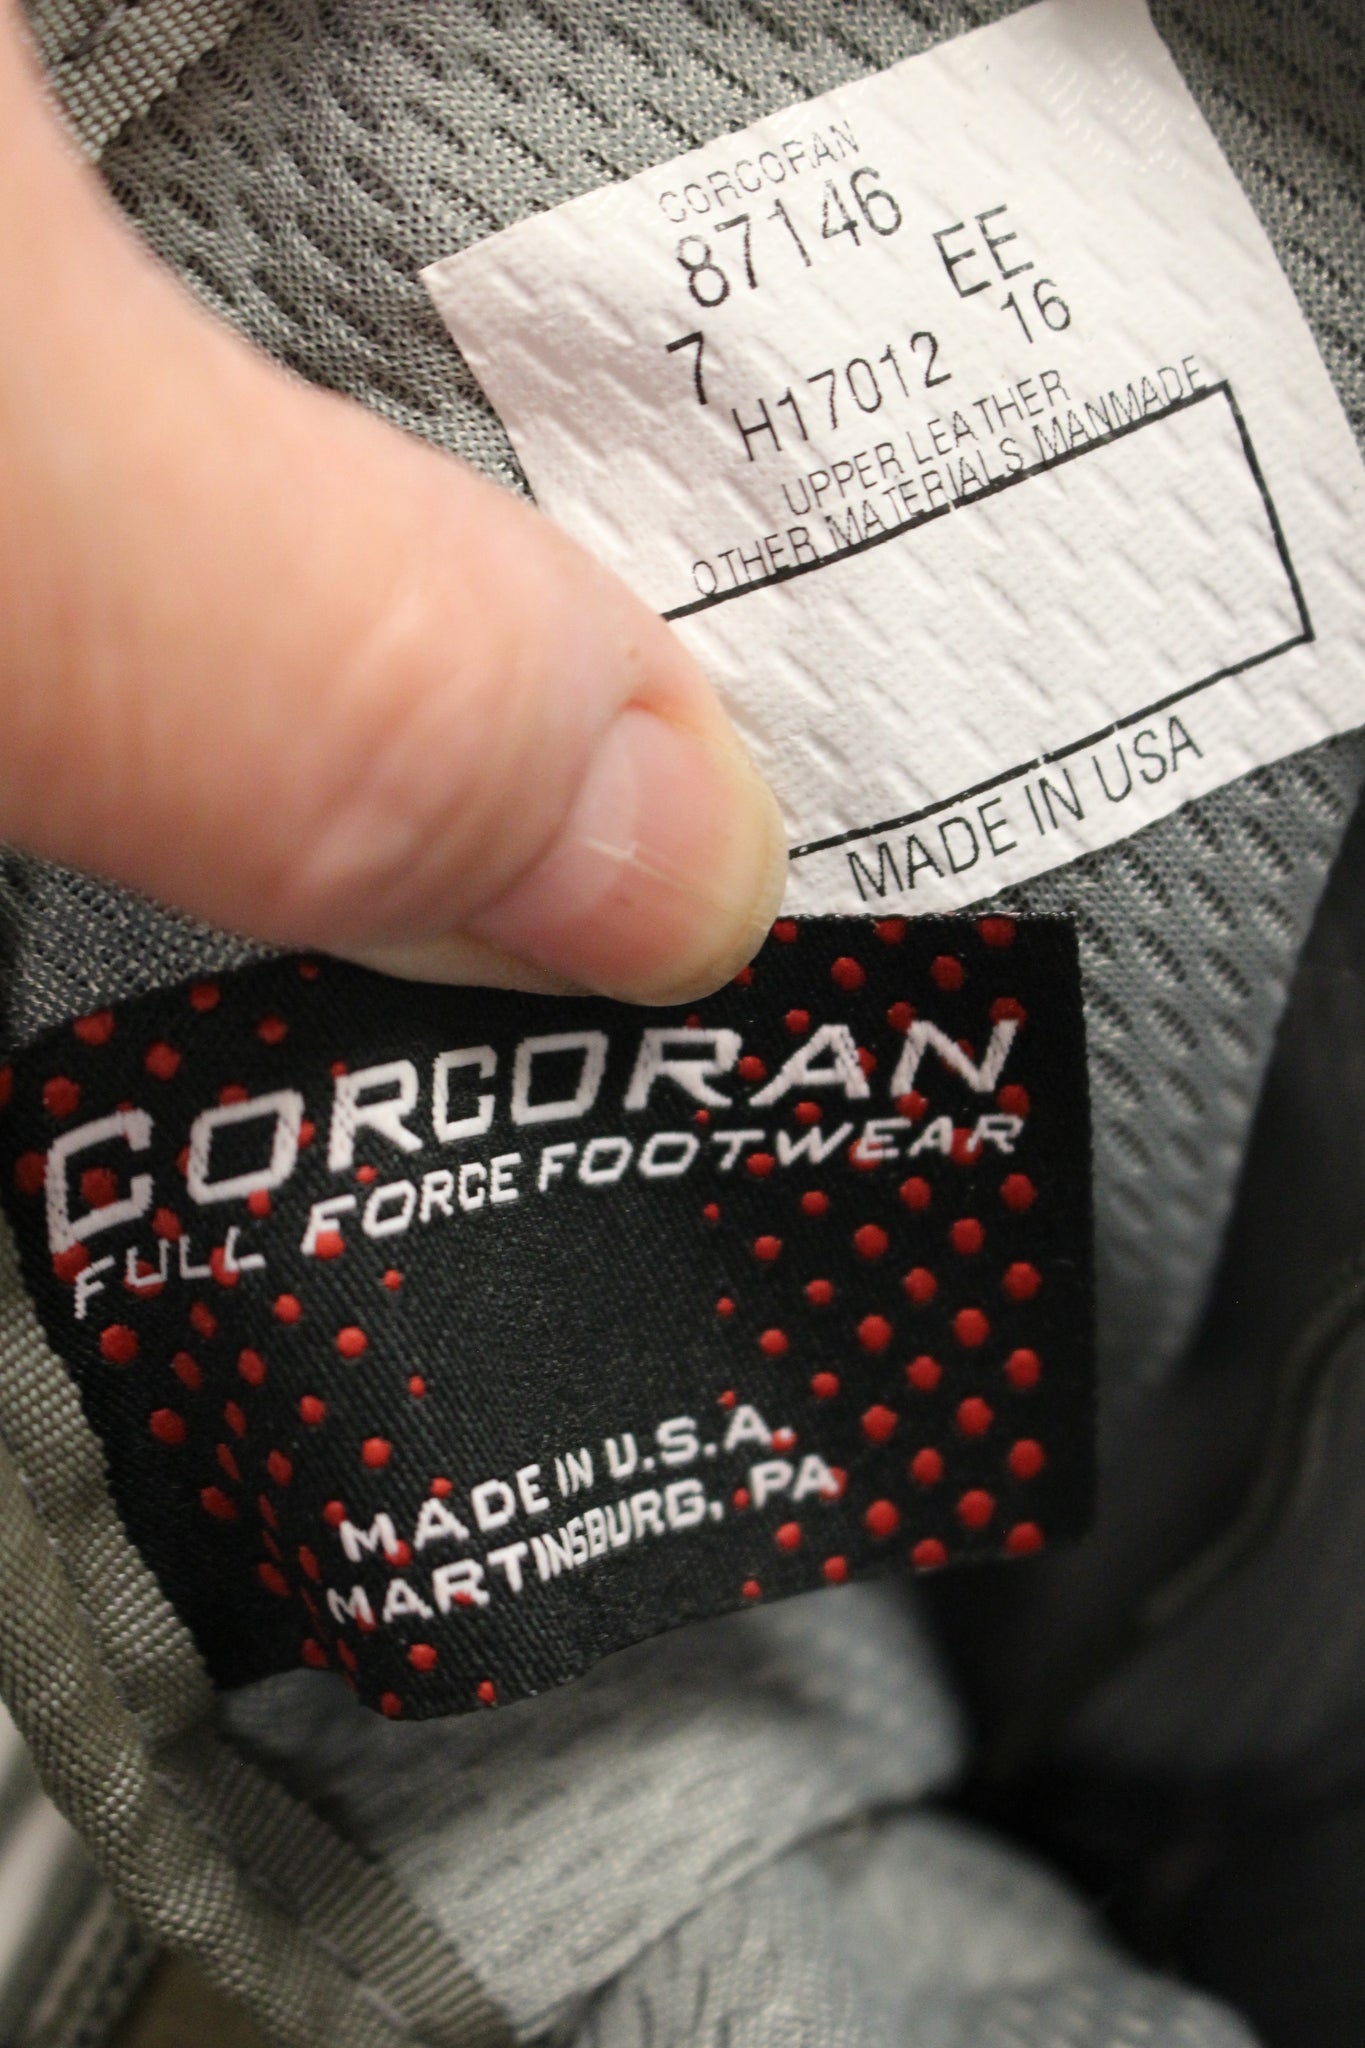 CORCORAN
87146
EE
7 H17012 16
UPPER LEATHER
OTHER MATERIALS MANMADE
MADE IN USA
CORCORAN
FULL FORCE FOOTWEAR
MADE IN U.S.A.
MARTINSBURG, PA